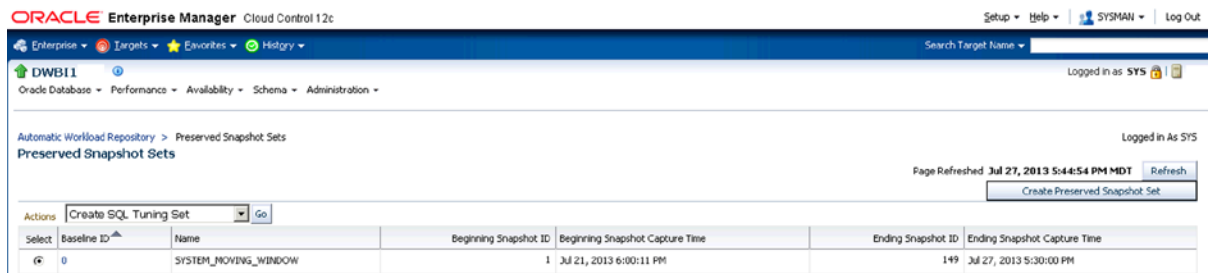 ORACLE Enterprise Manager Cloud Control 12c Setup Help SYSMAN Log Out
Enterprise Targets Favorites History Search Target Name
DWBI1 Logged in as SYS
Oracle Database Performance Availability Schema Administration
Automatic Workload Repository > Preserved Snapshot Sets Logged in As SYS
Preserved Snapshot Sets
Page Refreshed Jul 27, 2013 5:44:54 PM MDT Refresh
Create Preserved Snapshot Set
Actions Create SQL Tuning Set Go
Select Baseline ID Name Beginning Snapshot ID Beginning Snapshot Capture Time Ending Snapshot ID Ending Snapshot Capture Time
0 SYSTEM_MOVING_WINDOW 1 Jul 21, 2013 6:00:11 PM 149 Jul 27, 2013 5:30:00 PM